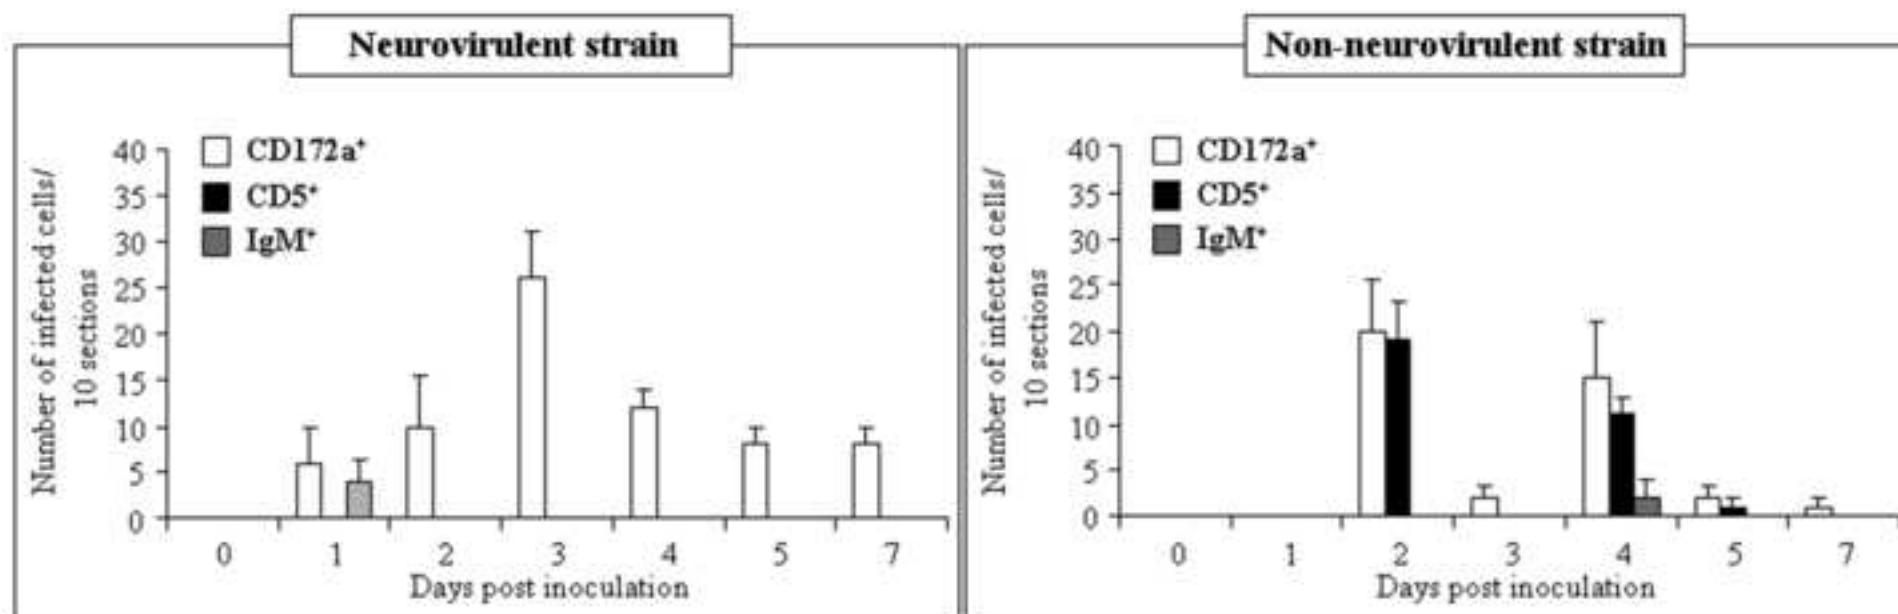 Neurovirulent strain
CD172a⁺
CD5⁺
IgM⁺
Number of infected cells/
10 sections
40
35
30
25
20
15
10
5
0
0 1 2 3 4 5 7
Days post inoculation
Non-neurovirulent strain
CD172a⁺
CD5⁺
IgM⁺
Number of infected cells/
10 sections
40
35
30
25
20
15
10
5
0
0 1 2 3 4 5 7
Days post inoculation